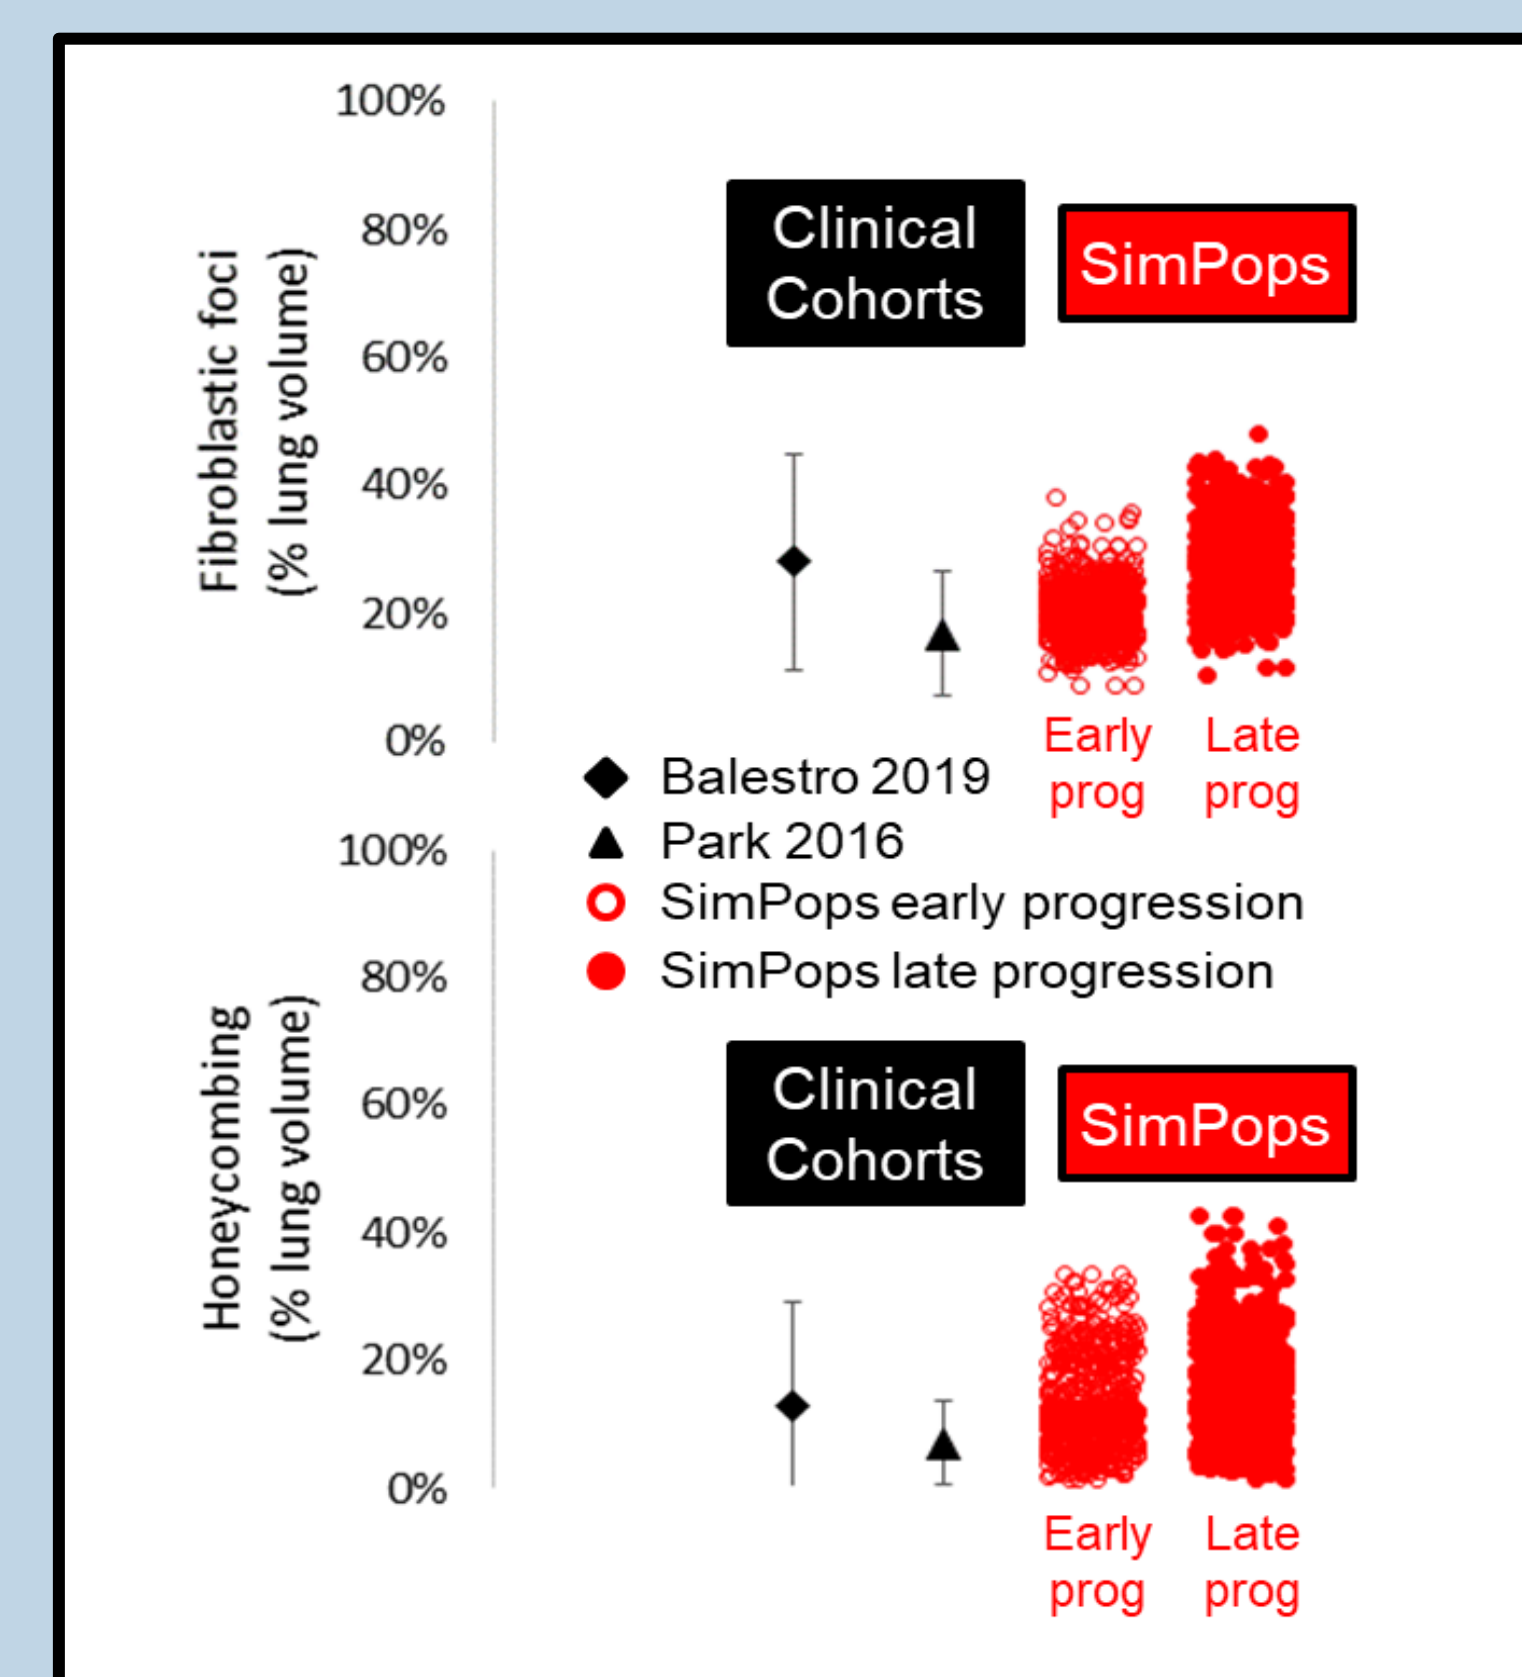 100%
80%
60%
40%
20%
0%
Fibroblastic foci
(% lung volume)
Clinical
Cohorts
SimPops
Early
prog
Late
prog
Balestro 2019
Park 2016
SimPops early progression
SimPops late progression
100%
80%
60%
40%
20%
0%
Honeycombing
(% lung volume)
Clinical
Cohorts
SimPops
Early
prog
Late
prog